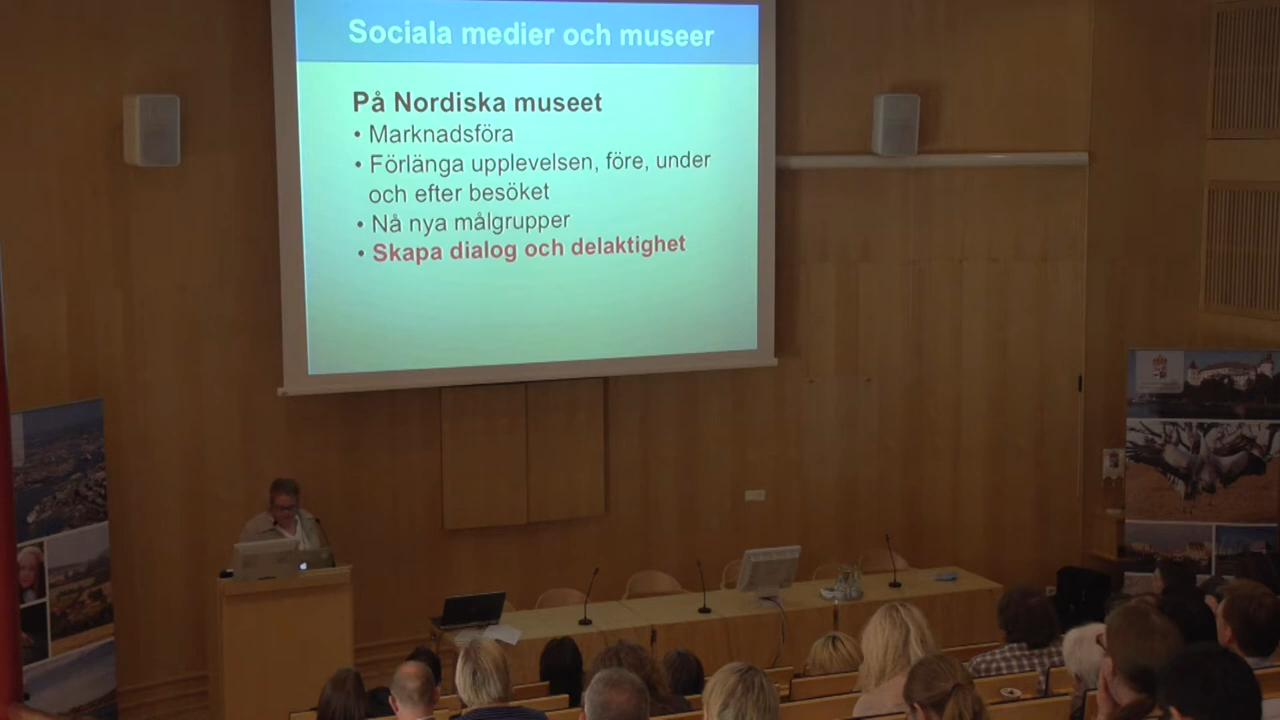 Sociala medier och museer
På Nordiska museet
• Marknadsföra
• Förlänga upplevelsen, före, under
och efter besöket
• Nå nya målgrupper
• Skapa dialog och delaktighet